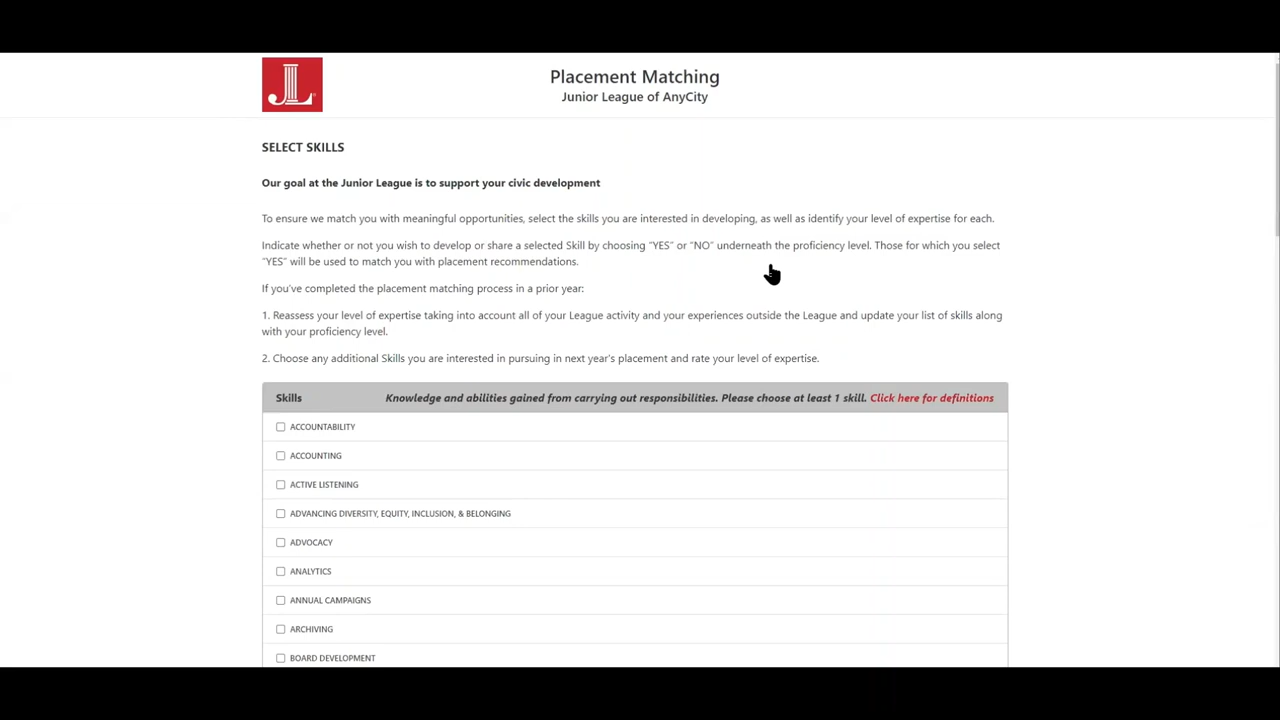 JL
Placement Matching
Junior League of AnyCity
SELECT SKILLS
Our goal at the Junior League is to support your civic development
To ensure we match you with meaningful opportunities, select the skills you are interested in developing, as well as identify your level of expertise for each.
Indicate whether or not you wish to develop or share a selected Skill by choosing “YES” or “NO” underneath the proficiency level. Those for which you select
“YES” will be used to match you with placement recommendations.
If you’ve completed the placement matching process in a prior year:
1. Reassess your level of expertise taking into account all of your League activity and your experiences outside the League and update your list of skills along
with your proficiency level.
2. Choose any additional Skills you are interested in pursuing in next year’s placement and rate your level of expertise.
Skills Knowledge and abilities gained from carrying out responsibilities. Please choose at least 1 skill. Click here for definitions
ACCOUNTABILITY
ACCOUNTING
ACTIVE LISTENING
ADVANCING DIVERSITY, EQUITY, INCLUSION, & BELONGING
ADVOCACY
ANALYTICS
ANNUAL CAMPAIGNS
ARCHIVING
BOARD DEVELOPMENT